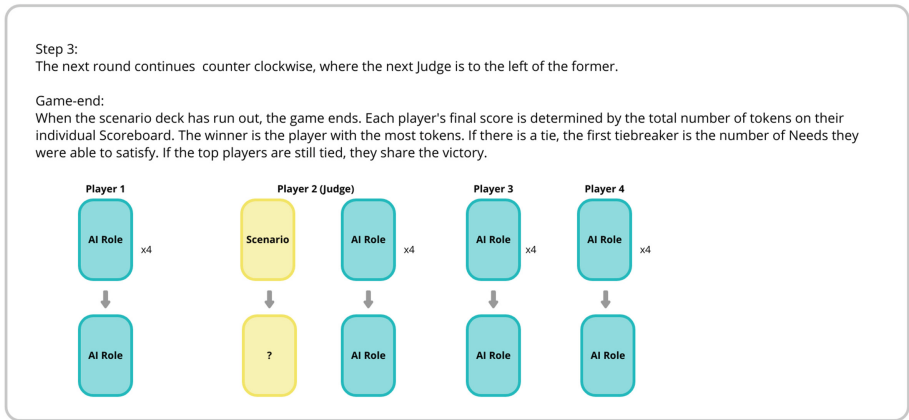 Step 3:
The next round continues  counter clockwise, where the next Judge is to the left of the former.
Game-end:
When the scenario deck has run out, the game ends. Each player's final score is determined by the total number of tokens on their
individual Scoreboard. The winner is the player with the most tokens. If there is a tie, the first tiebreaker is the number of Needs they
were able to satisfy. If the top players are still tied, they share the victory.
Player 1
Player 2 (Judge)
Player 3
Player 4
AI Role
x4
Scenario
AI Role
x4
AI Role
x4
AI Role
x4
AI Role
?
AI Role
AI Role
AI Role